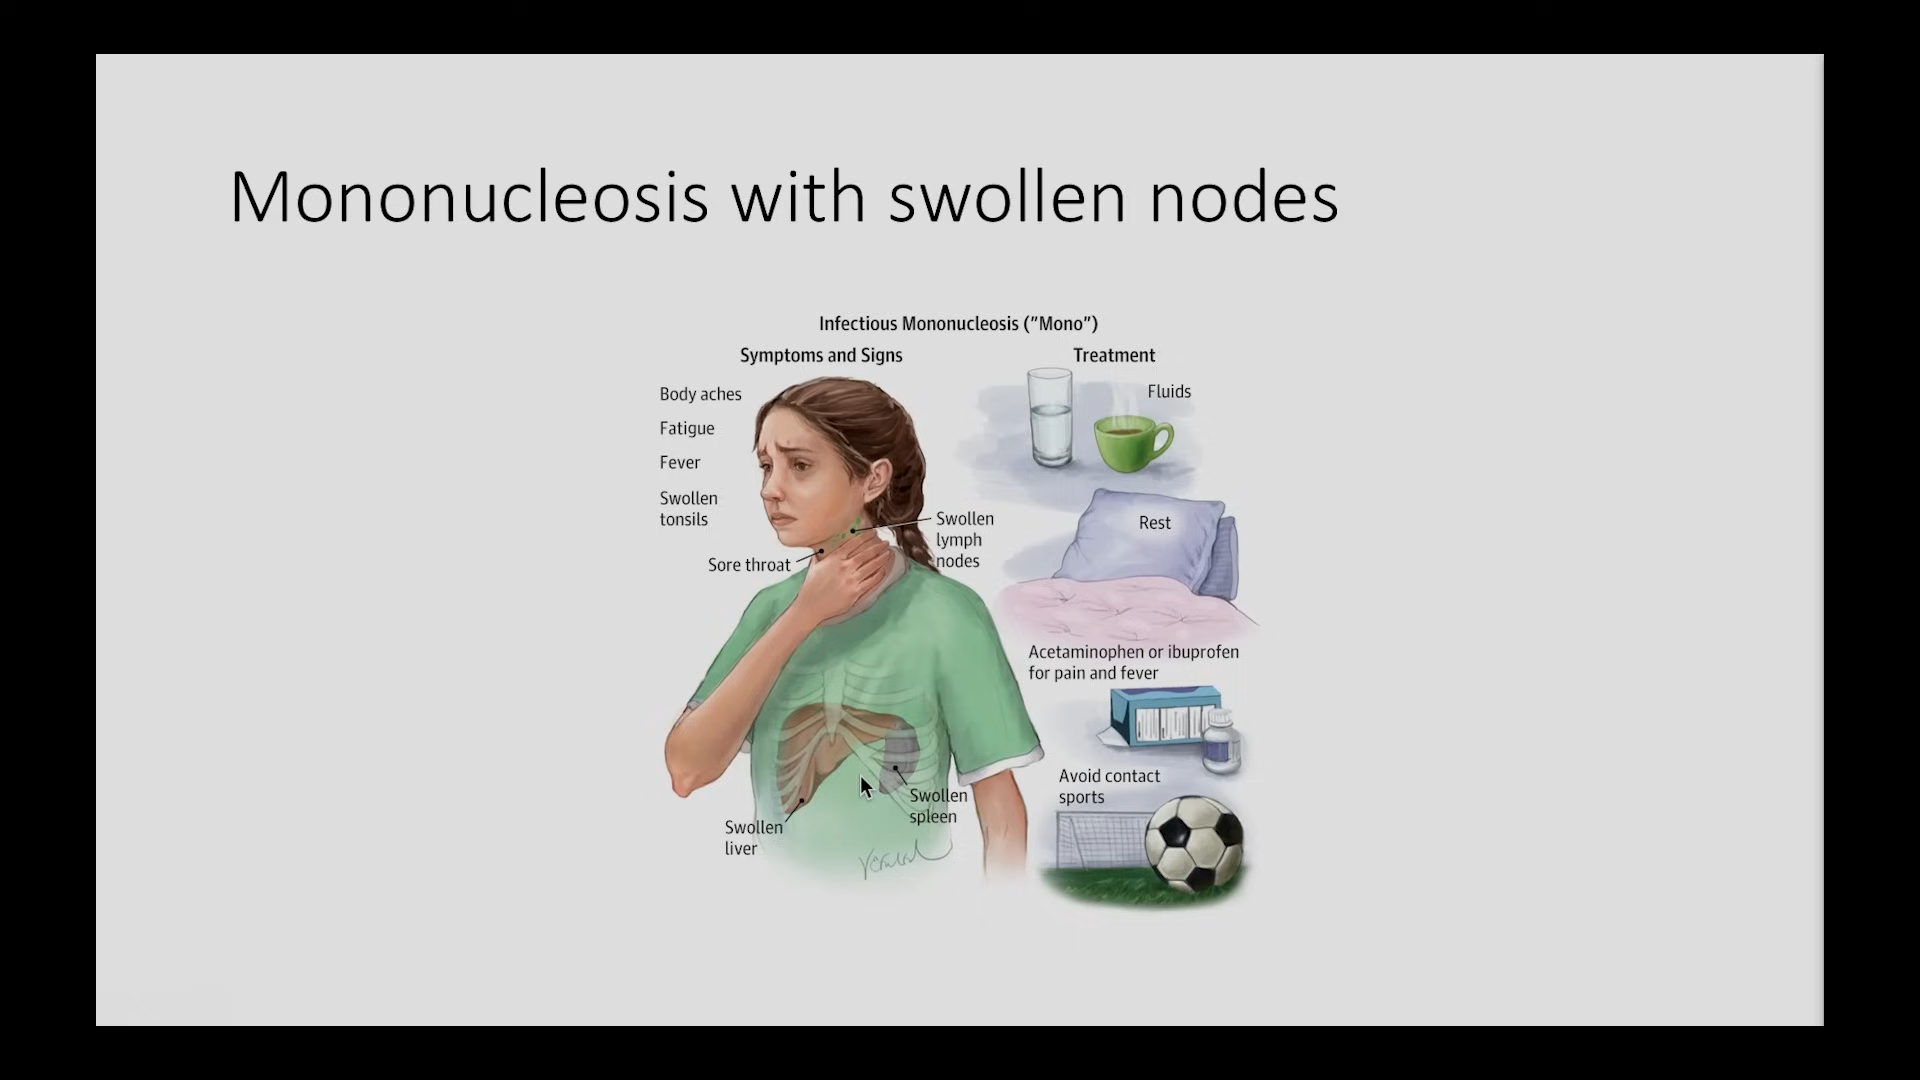 Mononucleosis with swollen nodes
Infectious Mononucleosis ("Mono")
Symptoms and Signs
Body aches
Fatigue
Fever
Swollen
tonsils
Sore throat
Swollen
lymph
nodes
Swollen
spleen
Swollen
liver
Treatment
Fluids
Rest
Acetaminophen or ibuprofen
for pain and fever
Avoid contact
sports